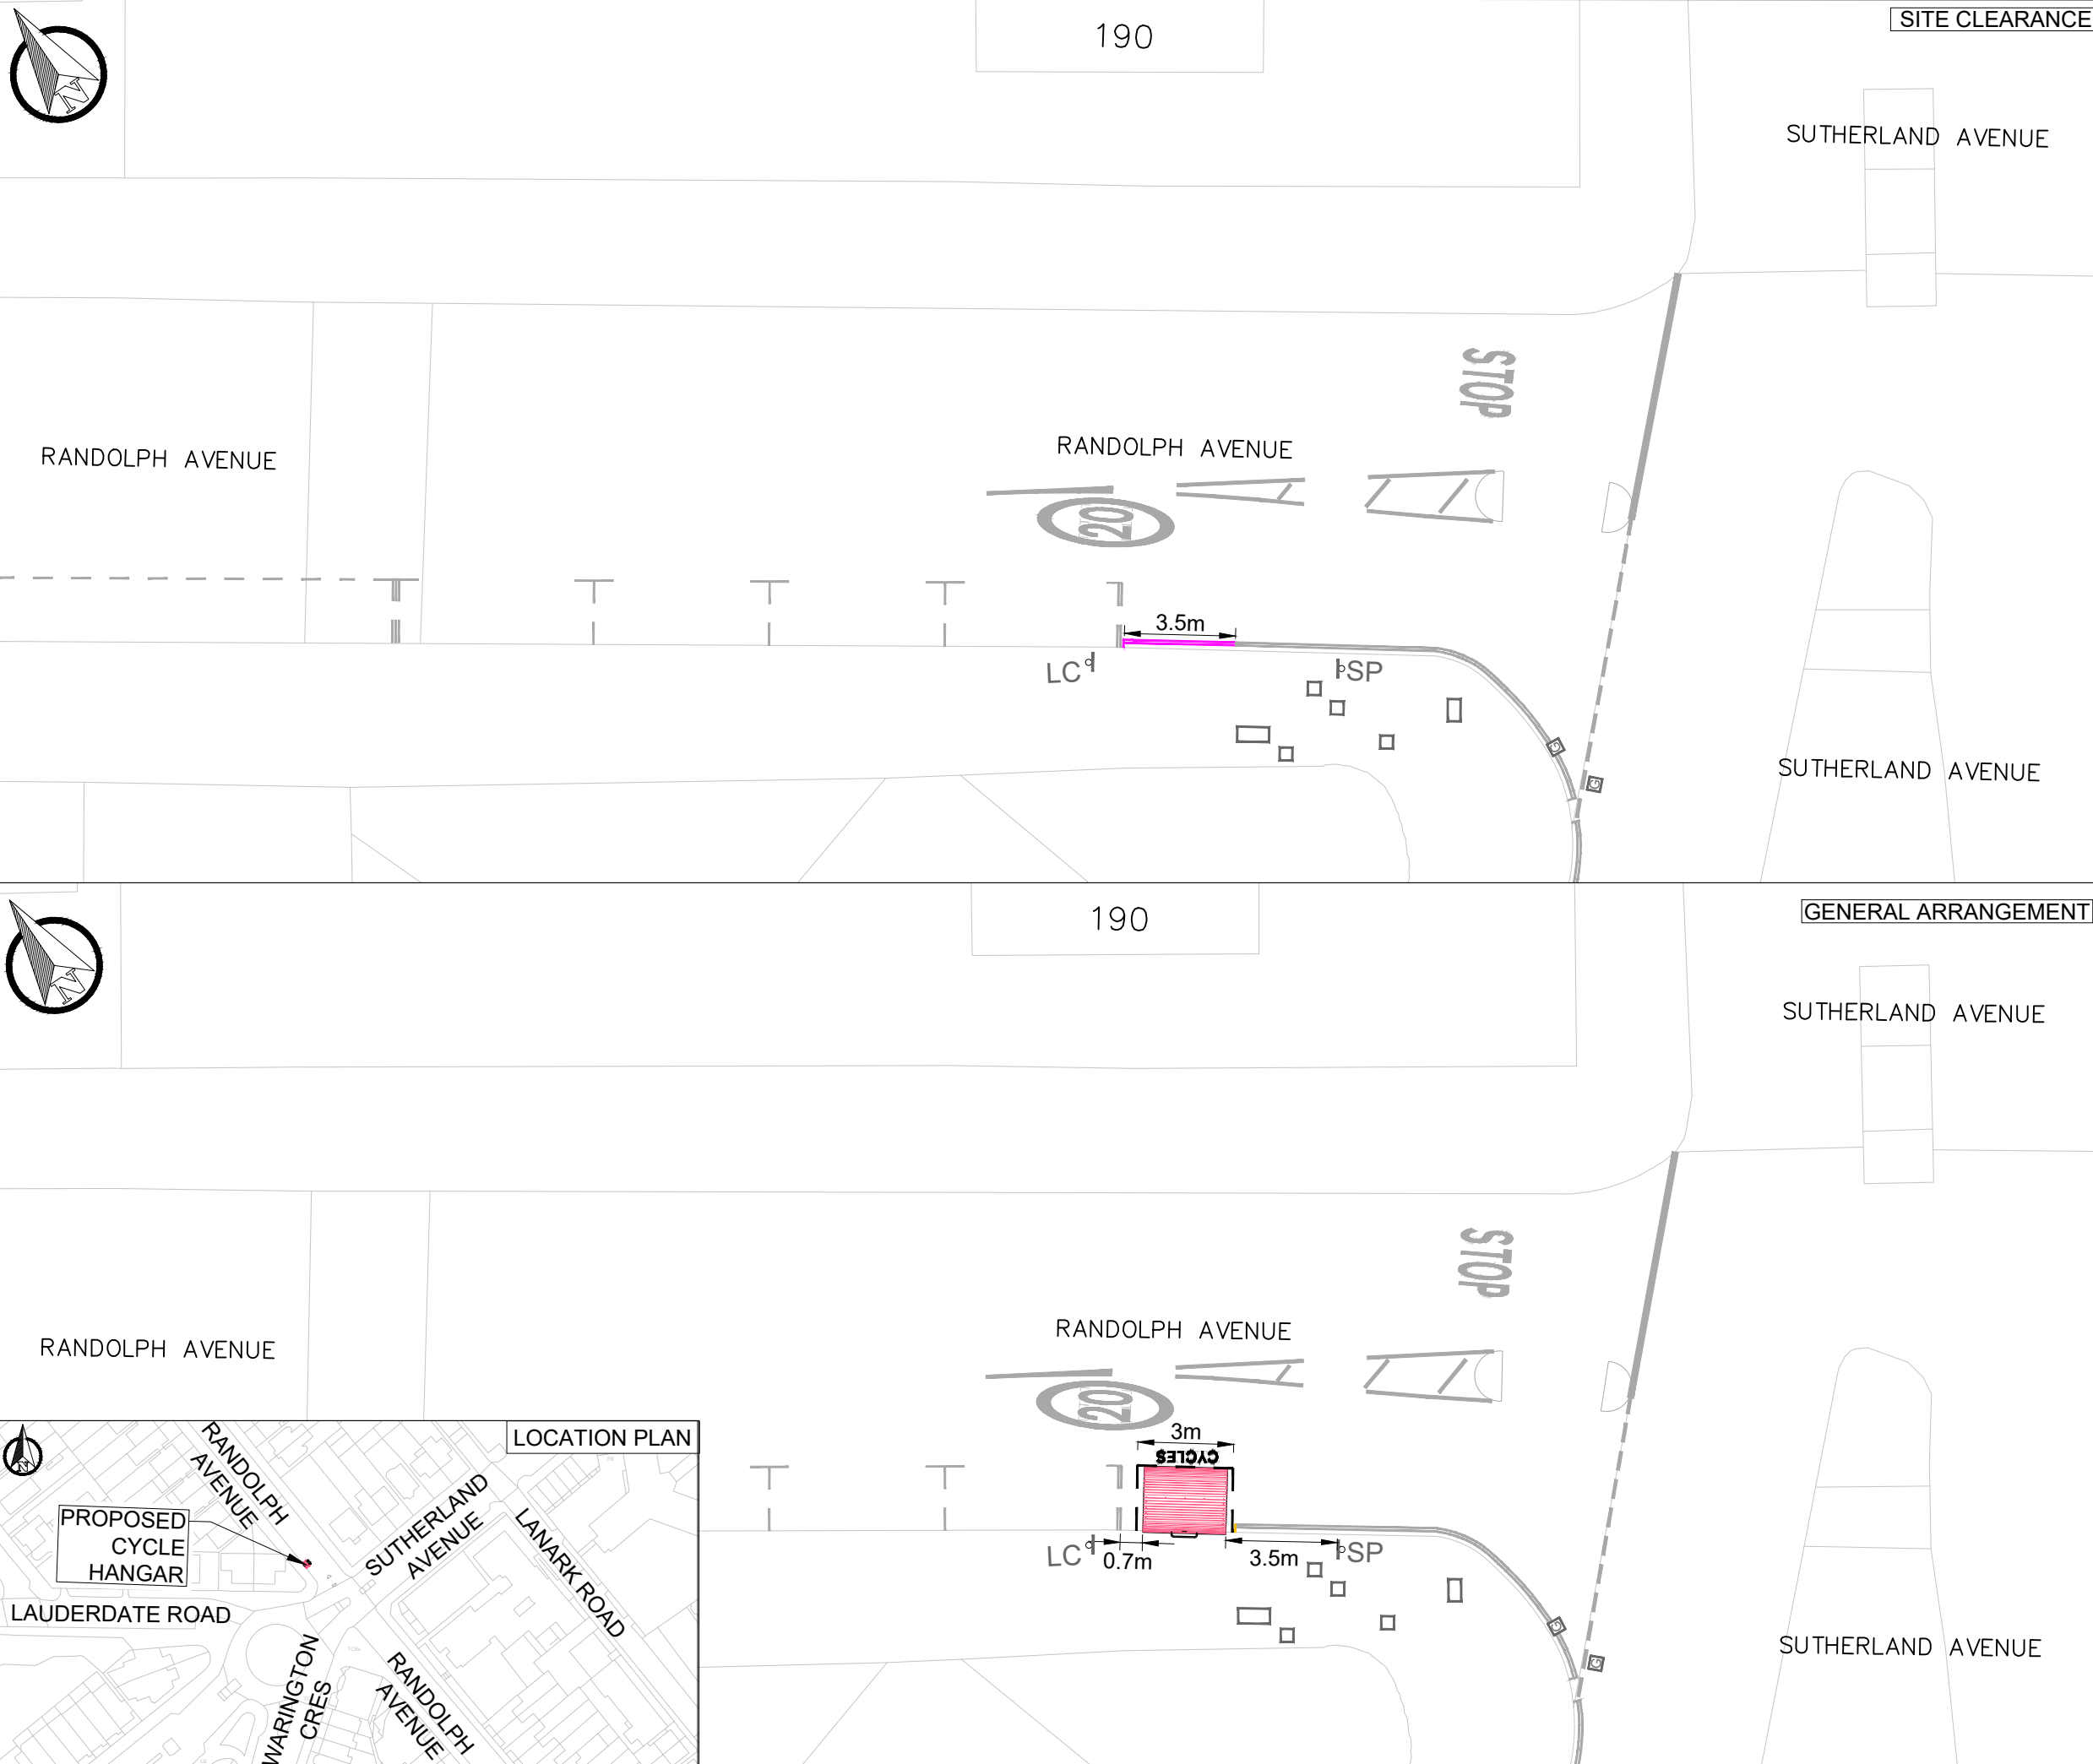 SITE CLEARANCE
190
N
SUTHERLAND AVENUE
STOP
RANDOLPH AVENUE
RANDOLPH AVENUE
20
3.5m
LC
SP
G
G
SUTHERLAND AVENUE
GENERAL ARRANGEMENT
190
N
SUTHERLAND AVENUE
STOP
RANDOLPH AVENUE
RANDOLPH AVENUE
20
3m
CYCLES
LC
0.7m
3.5m
SP
G
G
SUTHERLAND AVENUE
LOCATION PLAN
N
RANDOLPH
AVENUE
SUTHERLAND
AVENUE
LANARK ROAD
PROPOSED
CYCLE
HANGAR
LAUDERDATE ROAD
WARINGTON
CRES
RANDOLPH
AVENUE